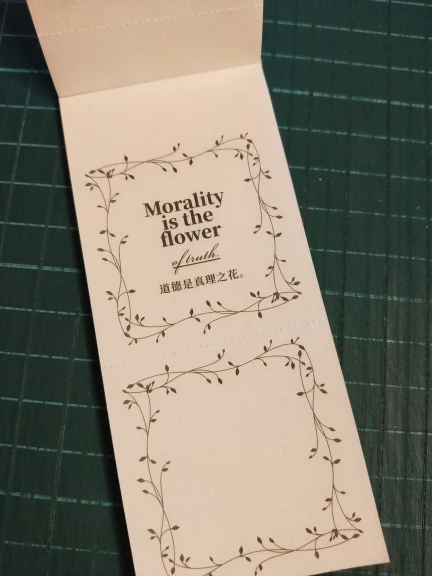 Morality
is the
flower
of truth.
道德是真理之花。